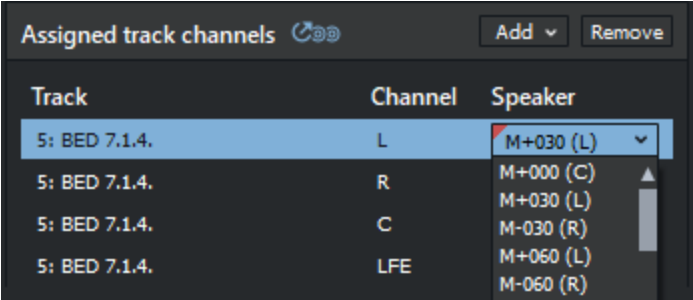 Assigned track channels Add Remove
Track Channel Speaker
5: BED 7.1.4. L M+030 (L)
M+000 (C)
5: BED 7.1.4. R M+030 (L)
M-030 (R)
5: BED 7.1.4. C M+060 (L)
5: BED 7.1.4. LFE M-060 (R)